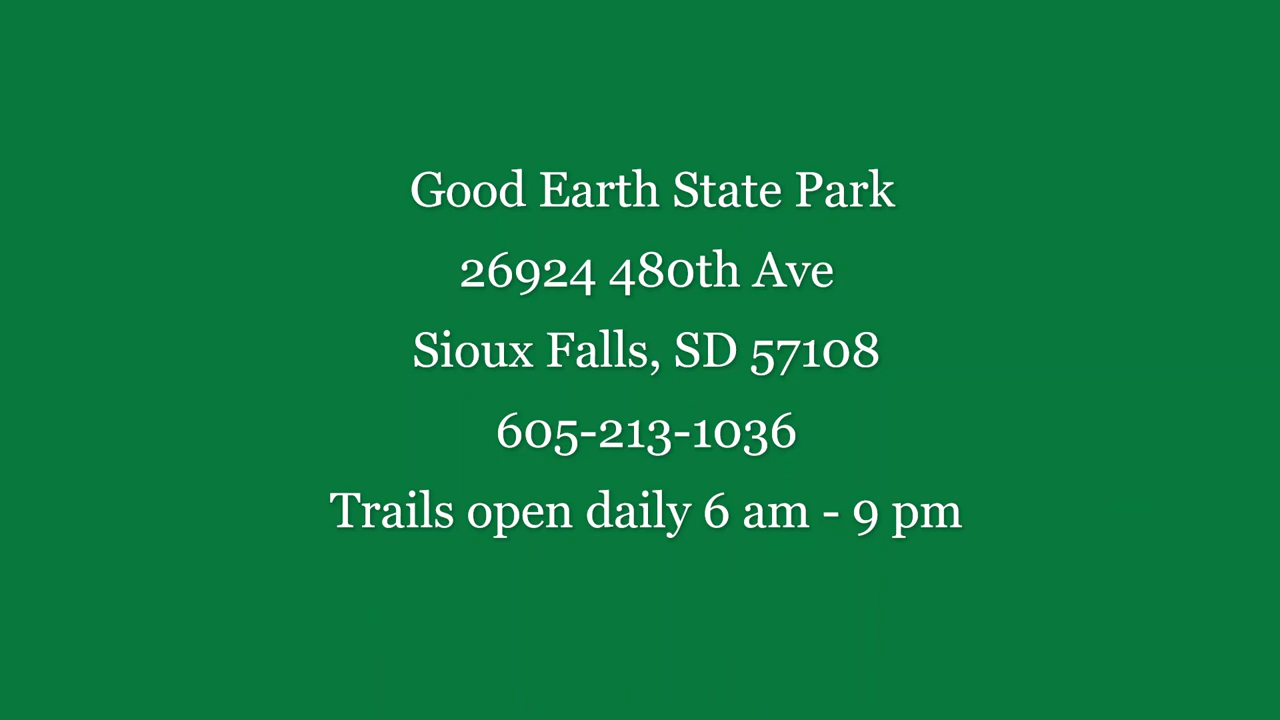 Good Earth State Park
26924 480th Ave
Sioux Falls, SD 57108
605-213-1036
Trails open daily 6 am - 9 pm